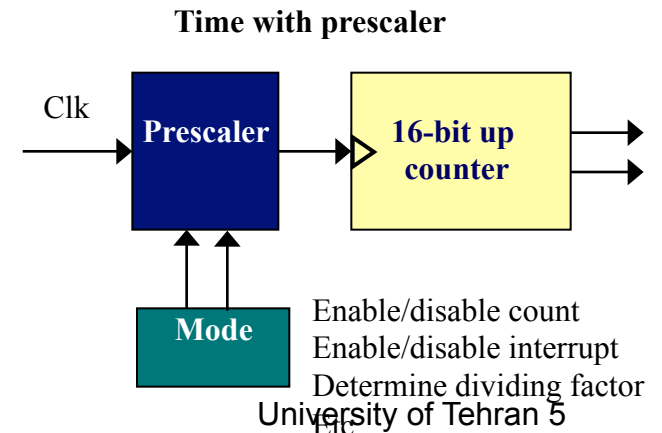 Time with prescaler
Clk
Prescaler
16-bit up
counter
Mode
Enable/disable count
Enable/disable interrupt
Determine dividing factor
University of Tehran 5
Etc